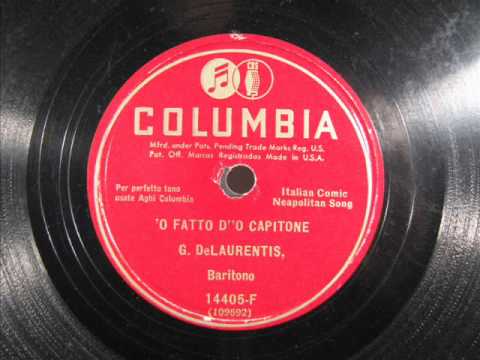 COLUMBIA
Mfrd. under Pats. Pending Trade Marks Reg. U.S.
Pat. Off. Marcas Registradas Made in U.S.A.
Per perfetto tono
usate Aghi Columbia
Italian Comic
Neapolitan Song
'O FATTO D''O CAPITONE
G. DeLAURENTIS,
Baritono
14405-F
(109692)